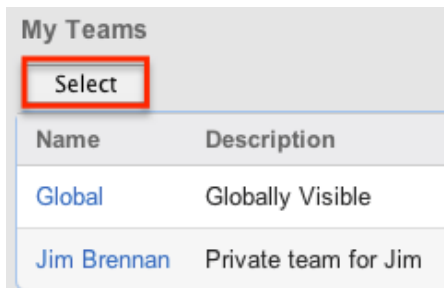 My Teams
Select
Name Description
Global Globally Visible
Jim Brennan Private team for Jim